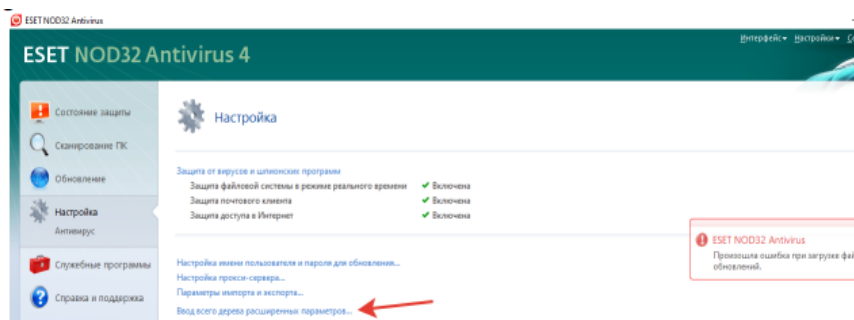 ESET NOD32 Antivirus
Интерфейс Настройки
ESET NOD32 Antivirus 4
Состояние защиты
Сканирование ПК
Обновление
Настройка
Антивирус
Служебные программы
Справка и поддержка
Настройка
Защита от вирусов и шпионских программ
Защита файловой системы в режиме реального времени Включена
Защита почтового клиента Включена
Защита доступа в Интернет Включена
Настройка имени пользователя и пароля для обновления...
Настройка прокси-сервера...
Параметры импорта и экспорта...
Ввод всего дерева расширенных параметров...
ESET NOD32 Antivirus
Произошла ошибка при загрузке фай
обновлений.